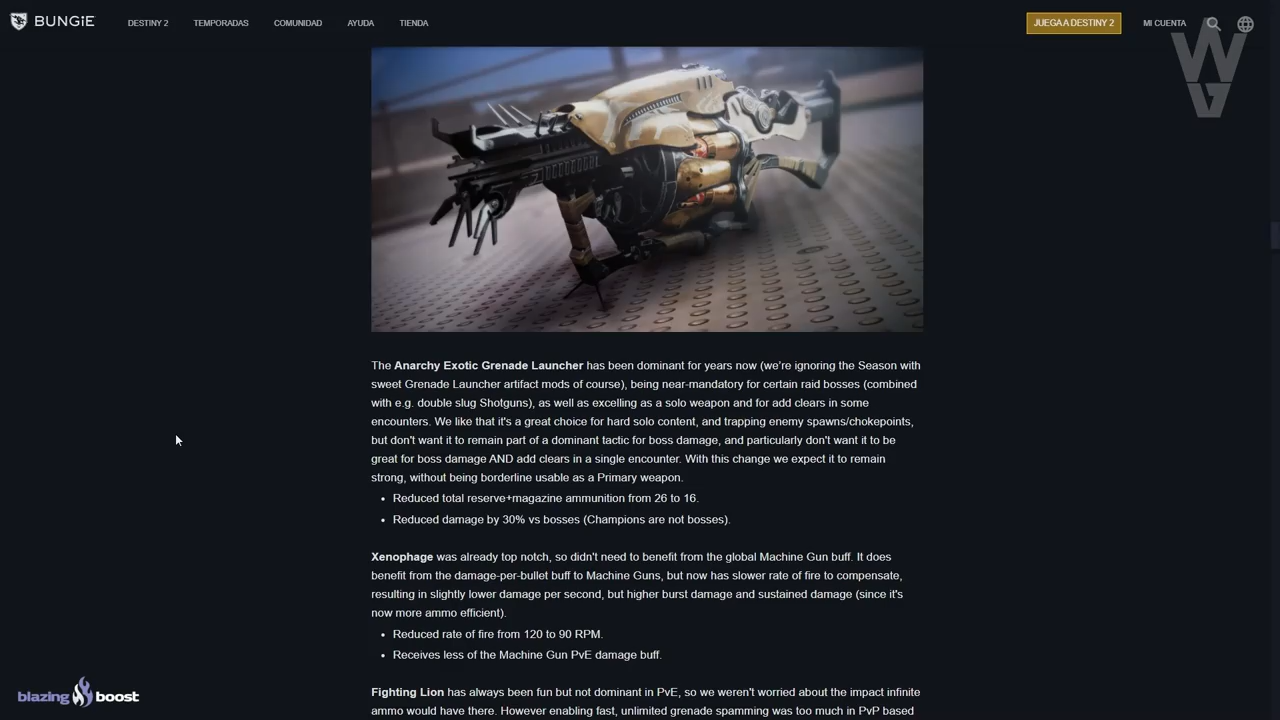 BUNGiE
DESTINY 2 TEMPORADAS COMUNIDAD AYUDA TIENDA JUEGA A DESTINY 2 MI CUENTA
WG
The Anarchy Exotic Grenade Launcher has been dominant for years now (we're ignoring the Season with
sweet Grenade Launcher artifact mods of course), being near-mandatory for certain raid bosses (combined
with e.g. double slug Shotguns), as well as excelling as a solo weapon and for add clears in some
encounters. We like that it's a great choice for hard solo content, and trapping enemy spawns/chokepoints,
but don't want it to remain part of a dominant tactic for boss damage, and particularly don't want it to be
great for boss damage AND add clears in a single encounter. With this change we expect it to remain
strong, without being borderline usable as a Primary weapon.
• Reduced total reserve+magazine ammunition from 26 to 16.
• Reduced damage by 30% vs bosses (Champions are not bosses).
Xenophage was already top notch, so didn't need to benefit from the global Machine Gun buff. It does
benefit from the damage-per-bullet buff to Machine Guns, but now has slower rate of fire to compensate,
resulting in slightly lower damage per second, but higher burst damage and sustained damage (since it's
now more ammo efficient).
• Reduced rate of fire from 120 to 90 RPM.
• Receives less of the Machine Gun PvE damage buff.
Fighting Lion has always been fun but not dominant in PvE, so we weren't worried about the impact infinite
ammo would have there. However enabling fast, unlimited grenade spamming was too much in PvP based
blazing boost